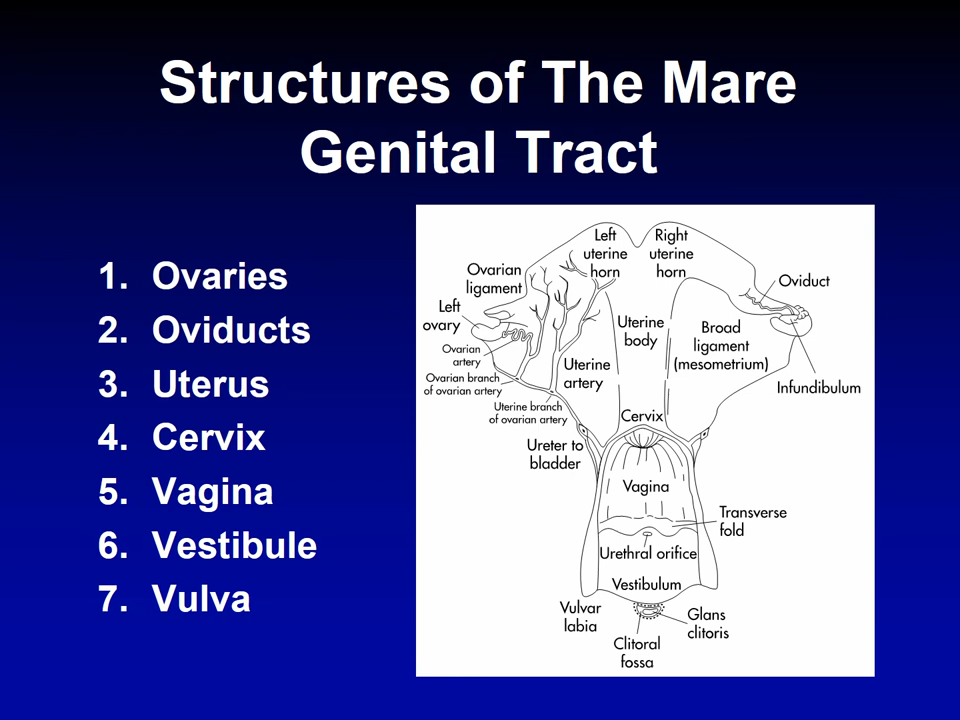 Structures of The Mare
Genital Tract
1. Ovaries
2. Oviducts
3. Uterus
4. Cervix
5. Vagina
6. Vestibule
7. Vulva
Left
uterine
horn
Right
uterine
horn
Ovarian
ligament
Oviduct
Left
ovary
Uterine
body
Broad
ligament
(mesometrium)
Ovarian
artery
Uterine
artery
Ovarian branch
of ovarian artery
Infundibulum
Uterine branch
of ovarian artery
Cervix
Ureter to
bladder
Vagina
Transverse
fold
Urethral orifice
Vestibulum
Vulvar
labia
Glans
clitoris
Clitoral
fossa